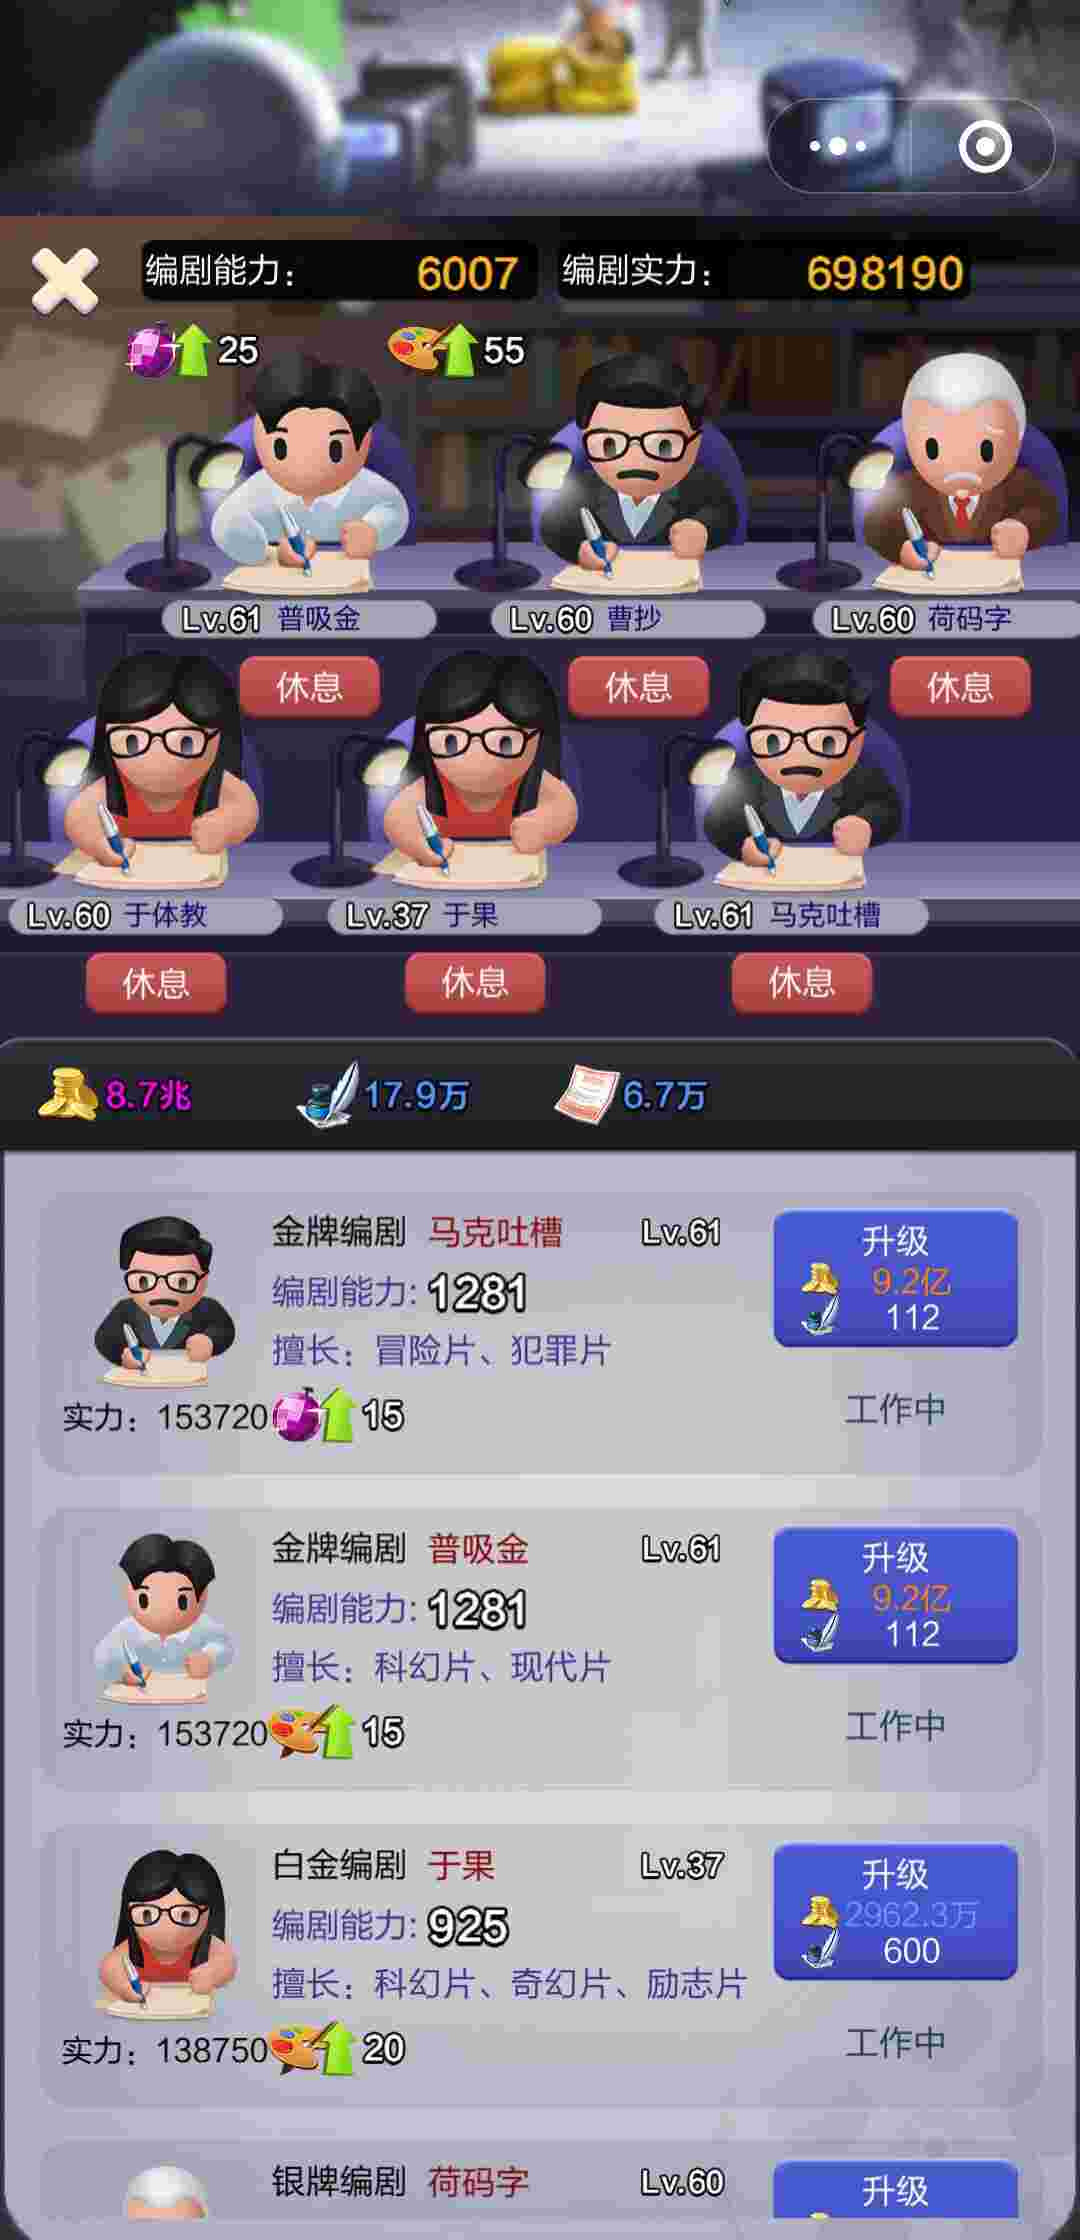 编剧能力： 6007 编剧实力： 698190
25 55
Lv.61 普吸金 Lv.60 曹抄 Lv.60 荷码字
休息 休息 休息
Lv.60 于体教 Lv.37 于果 Lv.61 马克吐槽
休息 休息 休息
8.7兆 17.9万 6.7万
金牌编剧 马克吐槽 Lv.61 升级
编剧能力: 1281 9.2亿
112
擅长： 冒险片、犯罪片
实力： 153720 15 工作中
金牌编剧 普吸金 Lv.61 升级
编剧能力: 1281 9.2亿
112
擅长： 科幻片、现代片
实力： 153720 15 工作中
白金编剧 于果 Lv.37 升级
编剧能力: 925 2962.3万
600
擅长： 科幻片、奇幻片、励志片
实力： 138750 20 工作中
银牌编剧 荷码字 Lv.60 升级